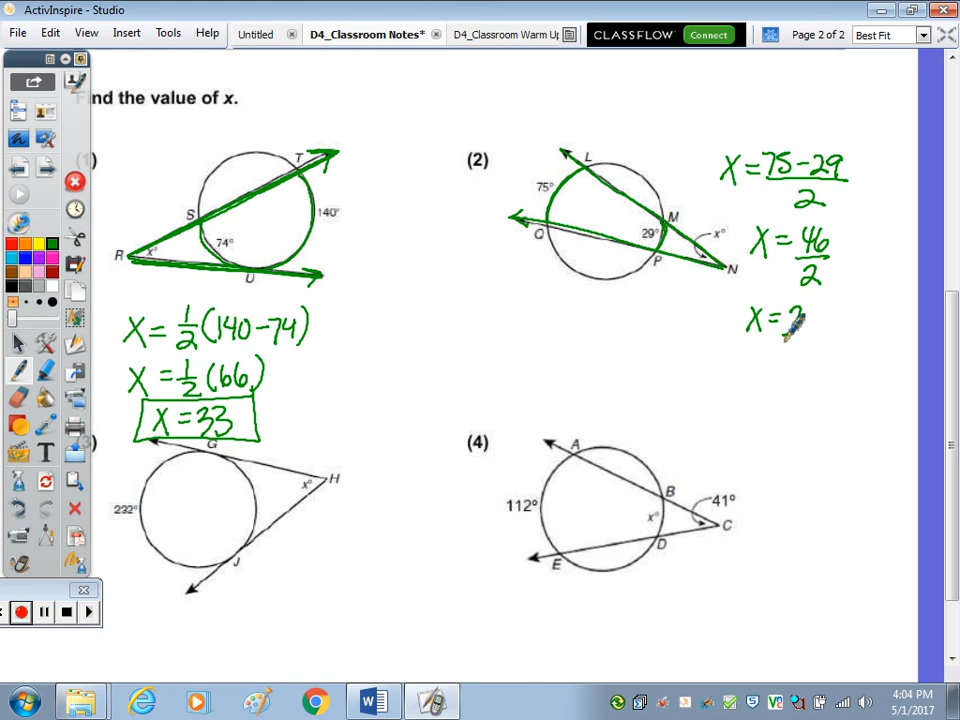 ActivInspire - Studio
File Edit View Insert Tools Help
Untitled
D4_Classroom Notes*
D4_Classroom Warm Up
CLASSFLOW Connect
Page 2 of 2
Best Fit
Find the value of x.
(1)
T
S
140°
74°
R
x°
U
X = 1/2 (140 - 74)
X = 1/2 (66)
X = 33
(2)
L
75°
M
Q
29°
x°
P
N
X = 75 - 29 / 2
X = 46 / 2
X = 2
3)
G
H
x°
232°
J
(4)
A
B
112°
41°
x°
C
D
E
4:04 PM
5/1/2017